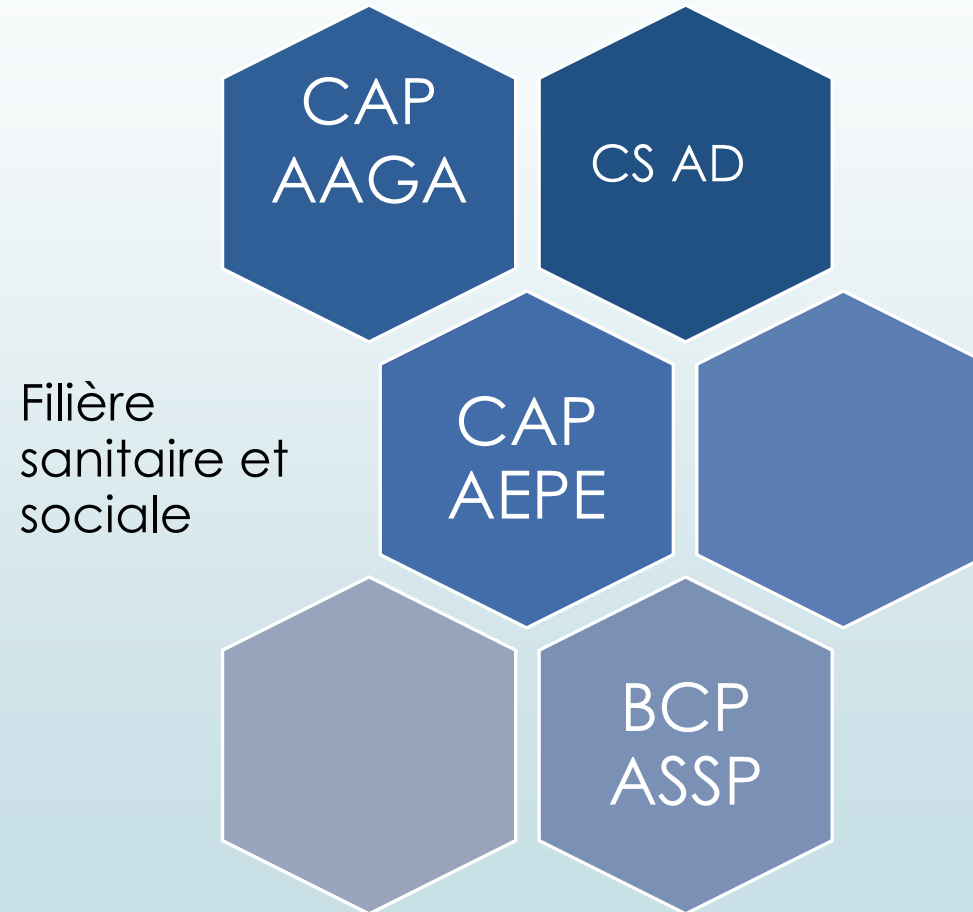 CAP
AAGA
CS AD
Filière
sanitaire et
sociale
CAP
AEPE
BCP
ASSP